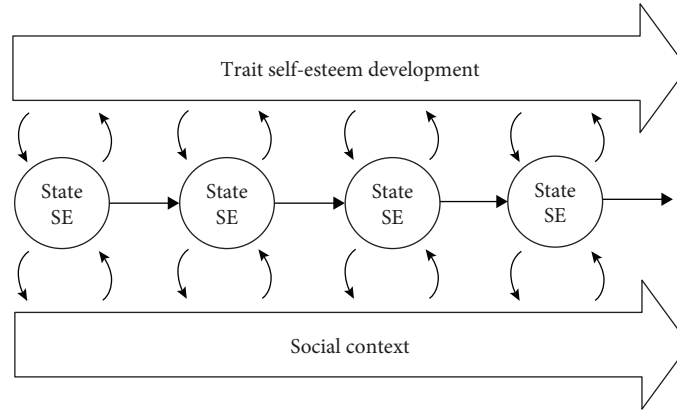 Trait self-esteem development
State
SE
State
SE
State
SE
State
SE
Social context